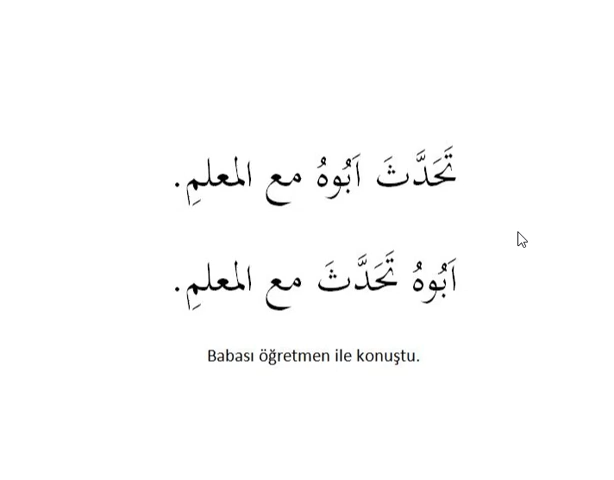 تَحَدَّثَ اَبُوهُ مع المعلمِ.
اَبُوهُ تَحَدَّثَ مع المعلمِ.
Babası öğretmen ile konuştu.